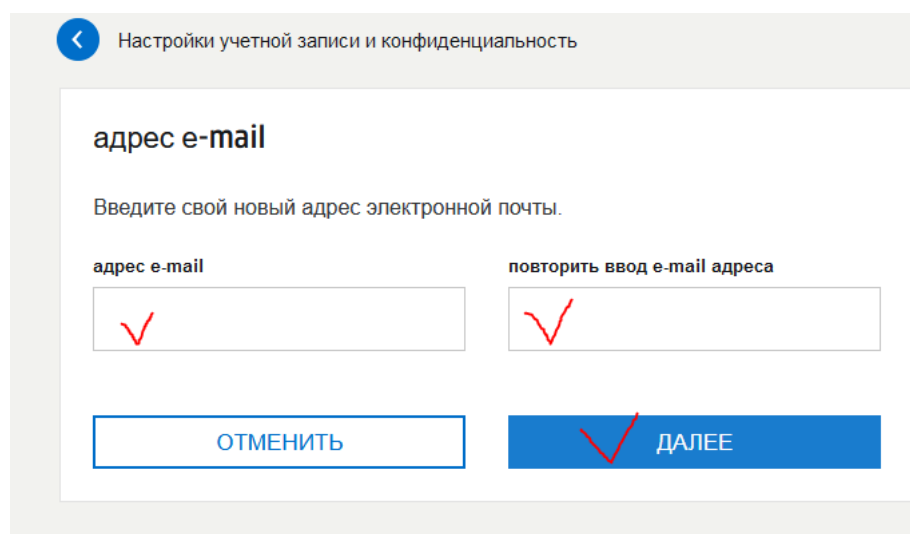 Настройки учетной записи и конфиденциальность
адрес e-mail
Введите свой новый адрес электронной почты.
адрес e-mail
повторить ввод e-mail адреса
ОТМЕНИТЬ
ДАЛЕЕ